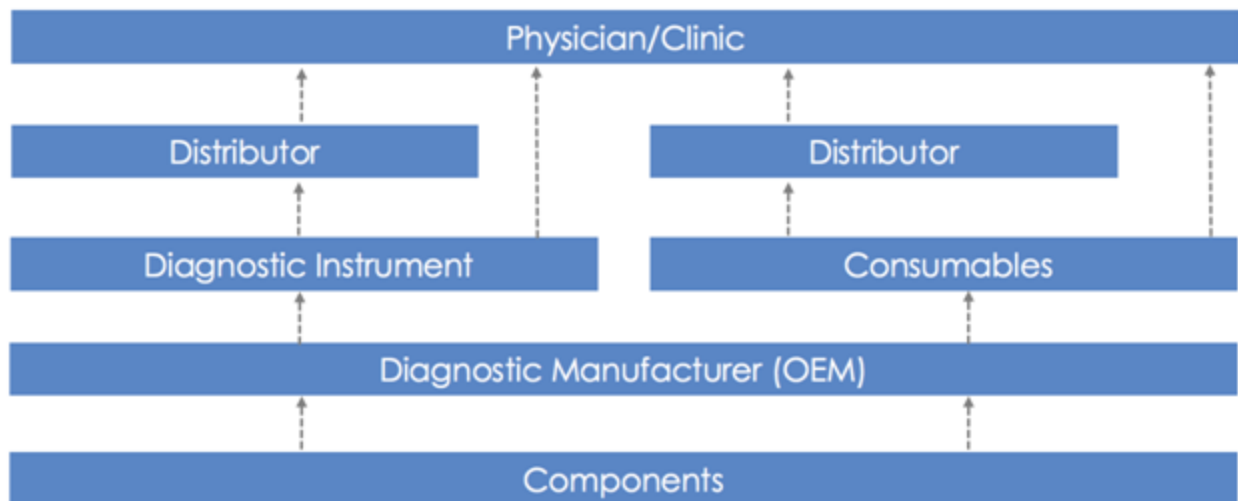 Physician/Clinic
Distributor
Distributor
Diagnostic Instrument
Consumables
Diagnostic Manufacturer (OEM)
Components